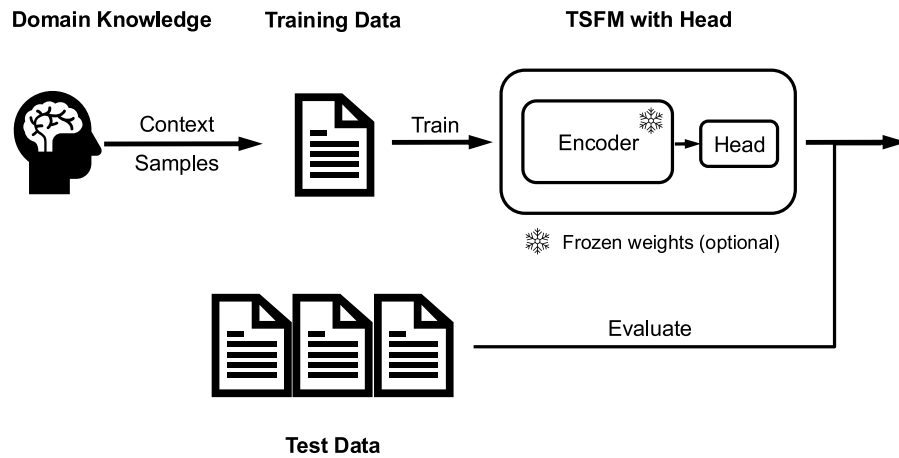 Domain Knowledge
Training Data
TSFM with Head
Context
Samples
Train
Encoder
Head
Frozen weights (optional)
Evaluate
Test Data